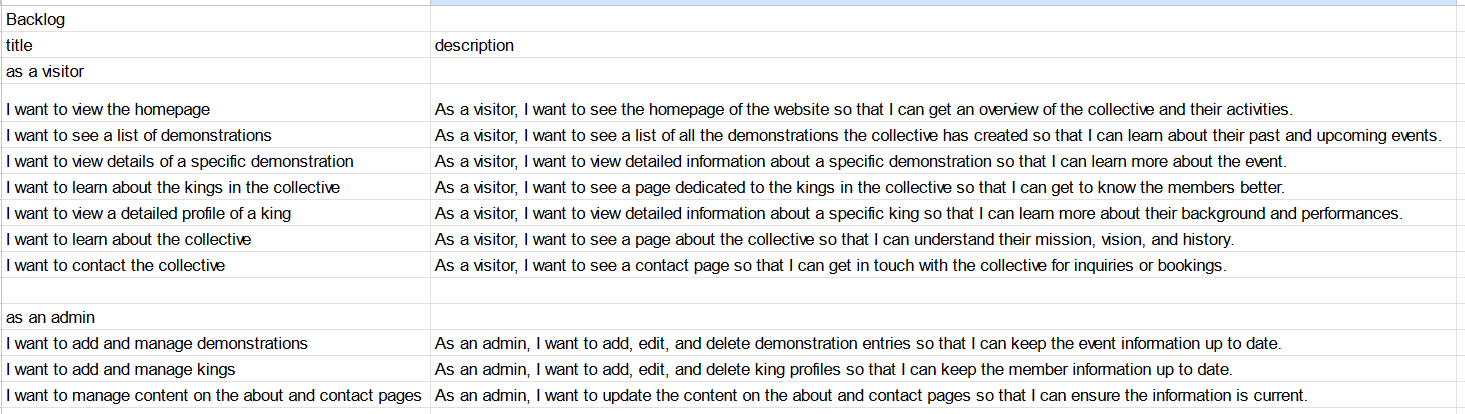 Backlog
title description
as a visitor
I want to view the homepage As a visitor, I want to see the homepage of the website so that I can get an overview of the collective and their activities.
I want to see a list of demonstrations As a visitor, I want to see a list of all the demonstrations the collective has created so that I can learn about their past and upcoming events.
I want to view details of a specific demonstration As a visitor, I want to view detailed information about a specific demonstration so that I can learn more about the event.
I want to learn about the kings in the collective As a visitor, I want to see a page dedicated to the kings in the collective so that I can get to know the members better.
I want to view a detailed profile of a king As a visitor, I want to view detailed information about a specific king so that I can learn more about their background and performances.
I want to learn about the collective As a visitor, I want to see a page about the collective so that I can understand their mission, vision, and history.
I want to contact the collective As a visitor, I want to see a contact page so that I can get in touch with the collective for inquiries or bookings.
as an admin
I want to add and manage demonstrations As an admin, I want to add, edit, and delete demonstration entries so that I can keep the event information up to date.
I want to add and manage kings As an admin, I want to add, edit, and delete king profiles so that I can keep the member information up to date.
I want to manage content on the about and contact pages As an admin, I want to update the content on the about and contact pages so that I can ensure the information is current.